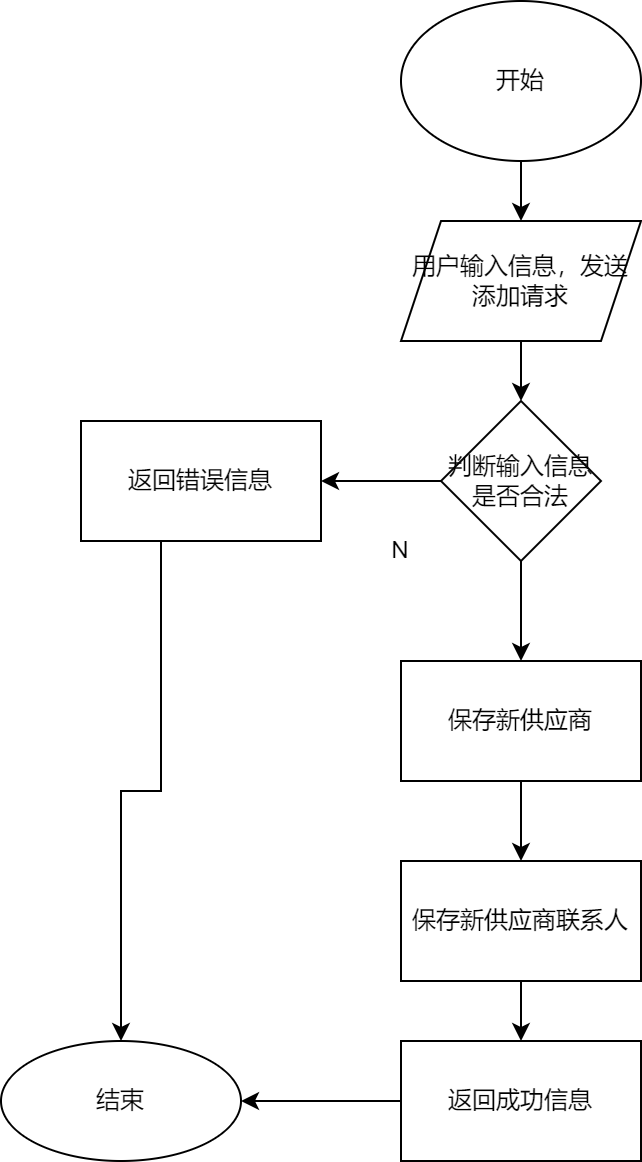 开始
用户输入信息，发送
添加请求
判断输入信息
是否合法
返回错误信息
N
保存新供应商
保存新供应商联系人
返回成功信息
结束